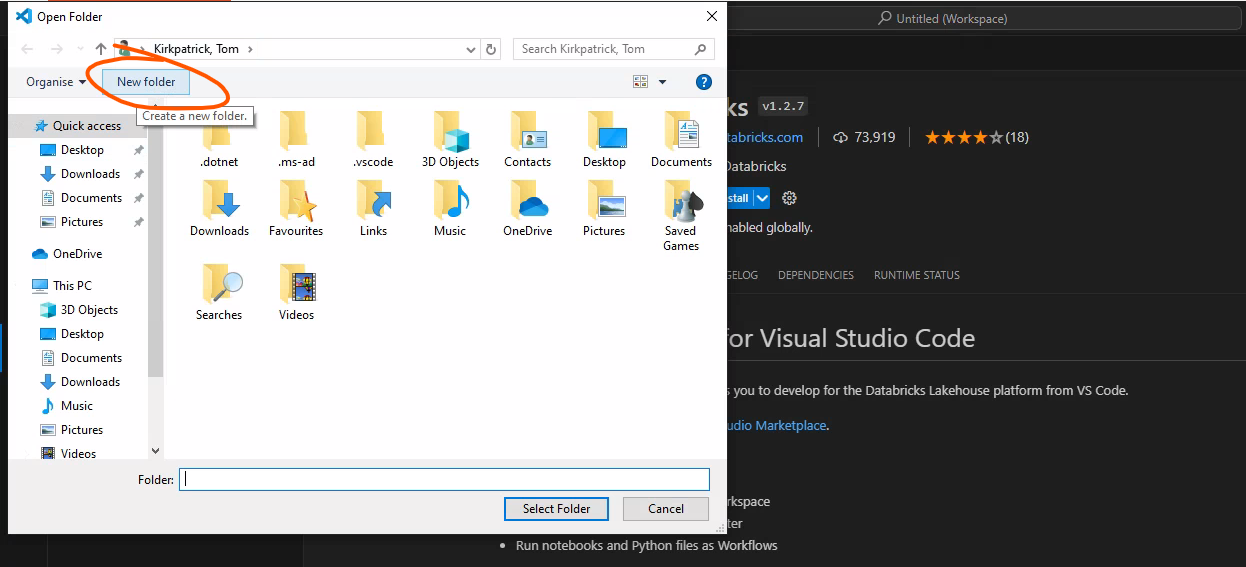 Open Folder
Untitled (Workspace)
Kirkpatrick, Tom
Search Kirkpatrick, Tom
Organise
New folder
?
Create a new folder.
Quick access
Desktop
Downloads
Documents
Pictures
OneDrive
This PC
3D Objects
Desktop
Documents
Downloads
Music
Pictures
Videos
.dotnet
.ms-ad
.vscode
3D Objects
Contacts
Desktop
Documents
Downloads
Favourites
Links
Music
OneDrive
Pictures
Saved
Games
Searches
Videos
Folder:
Select Folder
Cancel
ks v1.2.7
tabricks.com 73,919 (18)
Databricks
stall
nabled globally.
GELOG DEPENDENCIES RUNTIME STATUS
for Visual Studio Code
s you to develop for the Databricks Lakehouse platform from VS Code.
udio Marketplace.
rkspace
ter
Run notebooks and Python files as Workflows